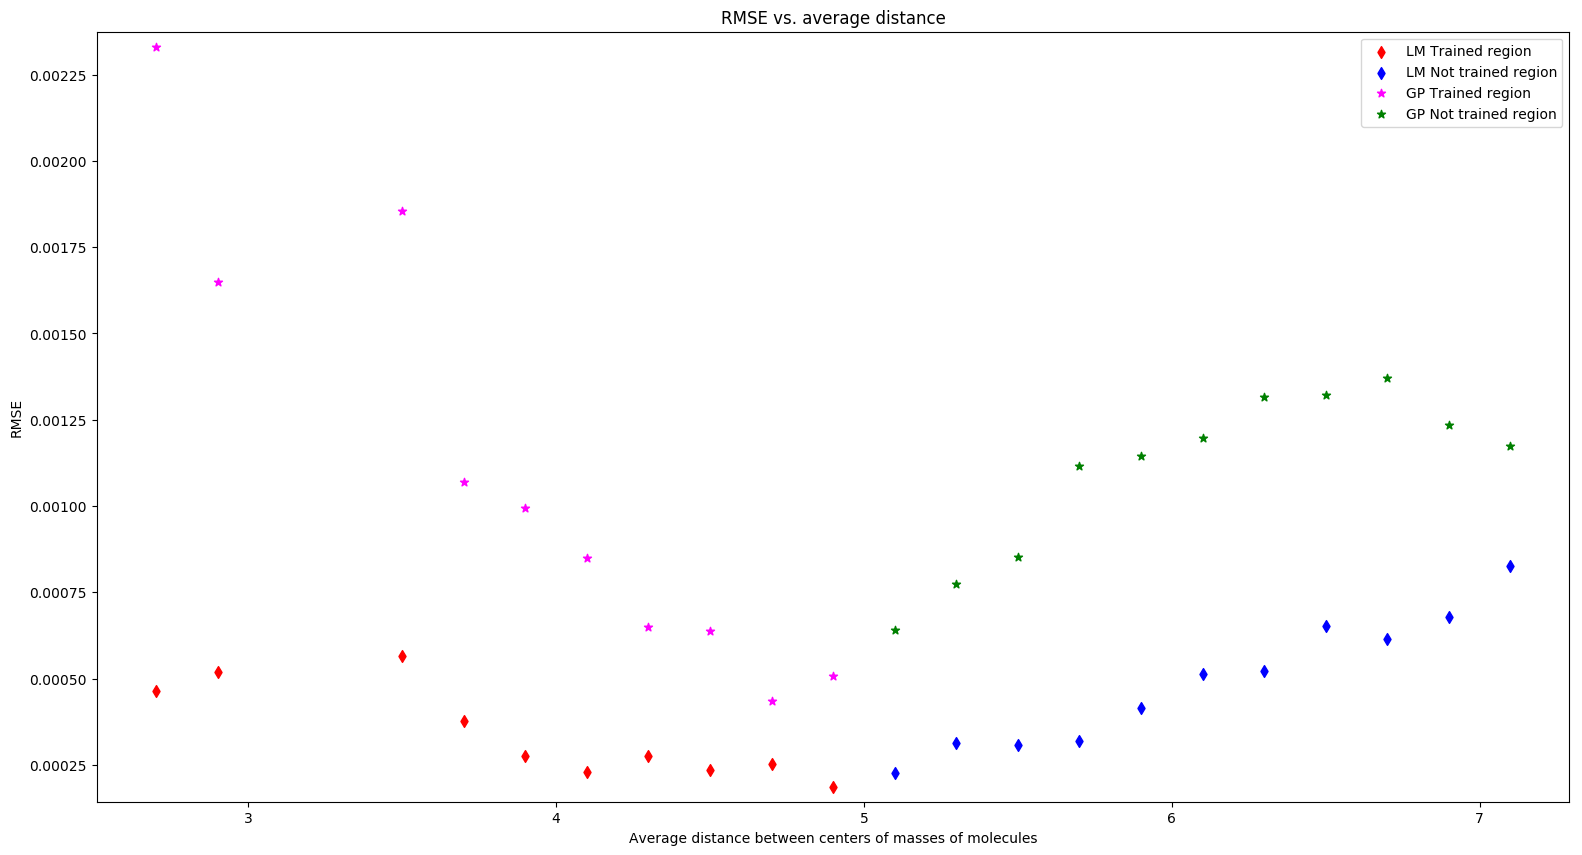 RMSE vs. average distance
LM Trained region
LM Not trained region
GP Trained region
GP Not trained region
0.00225
0.00200
0.00175
0.00150
0.00125
0.00100
0.00075
0.00050
0.00025
RMSE
3 4 5 6 7
Average distance between centers of masses of molecules